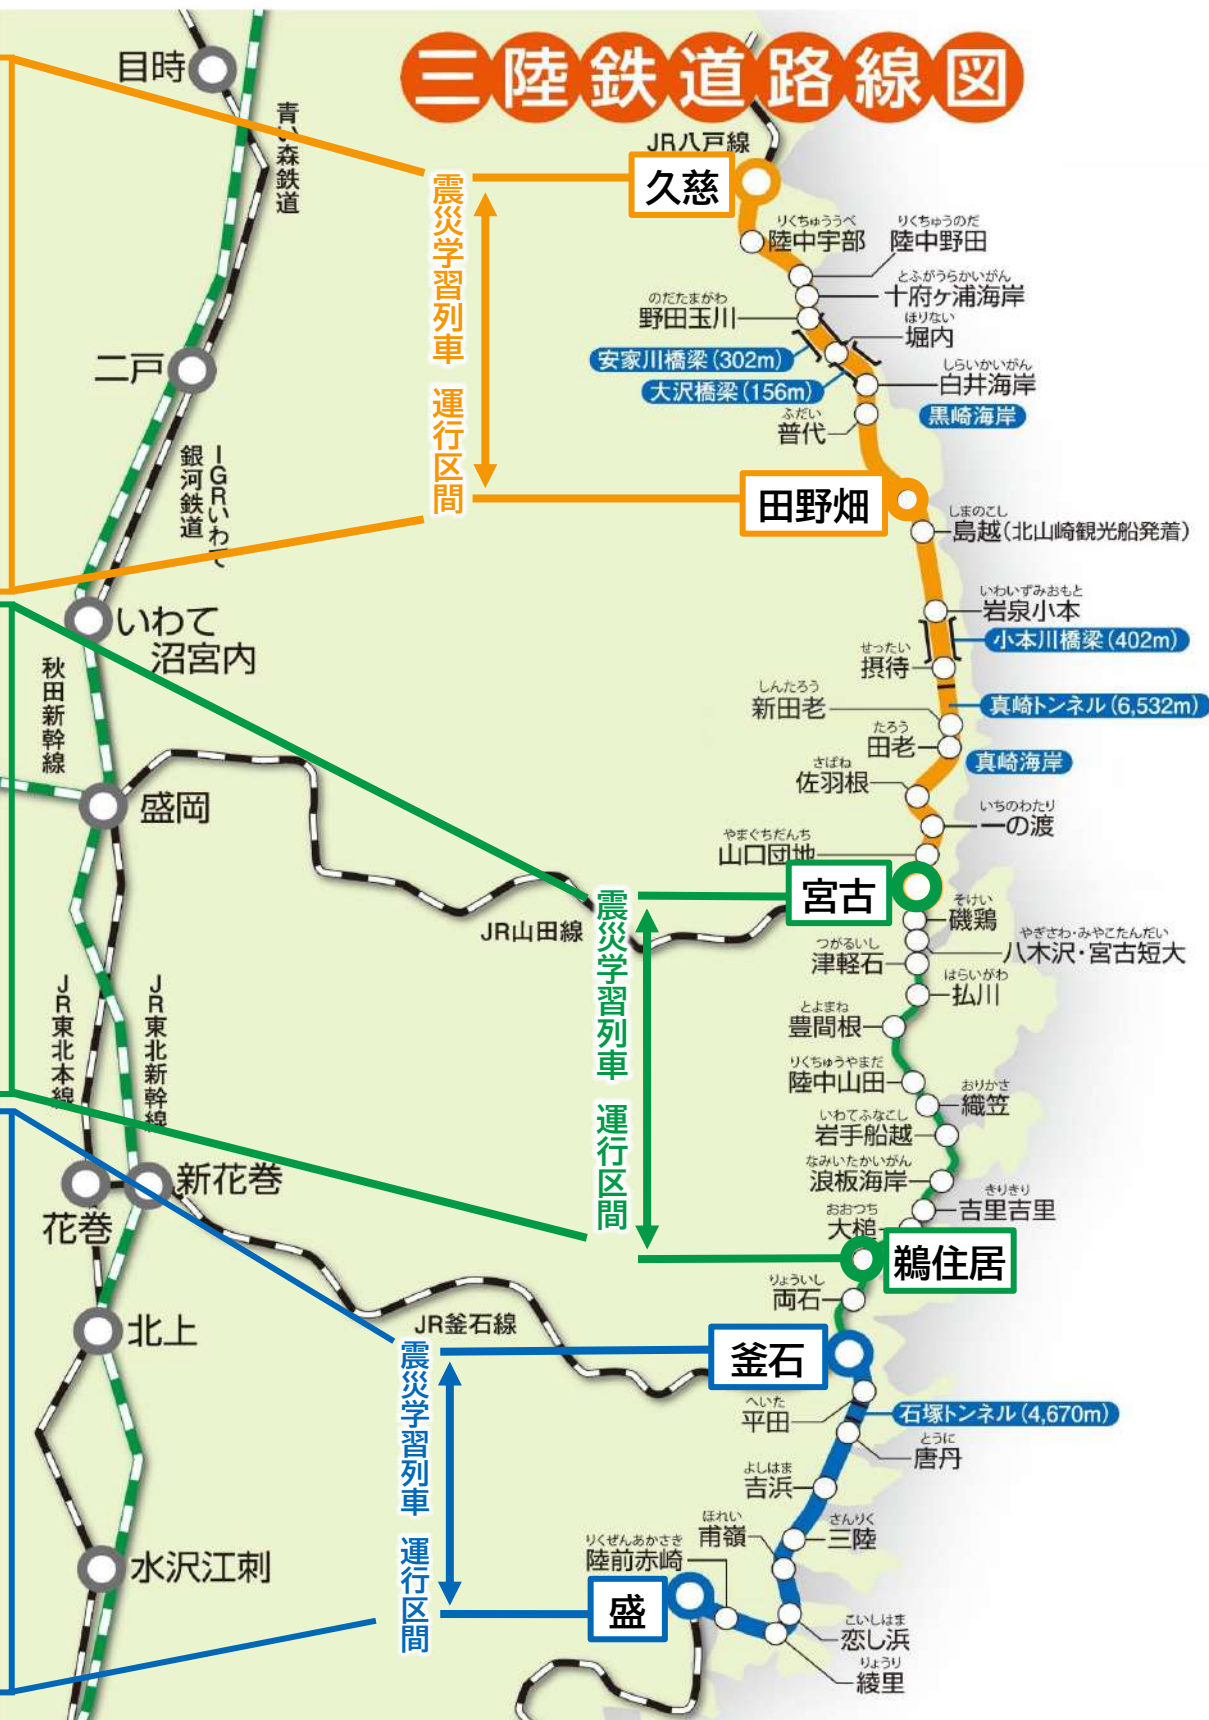 三陸鉄道路線図
目時
青い森鉄道
JR八戸線
久慈
震災学習列車 運行区間
りくちゅううべ
陸中宇部
りくちゅうのだ
陸中野田
とふがうらかいがん
十府ヶ浦海岸
のだたまがわ
野田玉川
ほりない
堀内
安家川橋梁(302m)
大沢橋梁(156m)
しらいかいがん
白井海岸
ふだい
普代
黒崎海岸
二戸
IGRいわて
銀河鉄道
田野畑
しまのこし
島越(北山崎観光船発着)
いわいずみおもと
岩泉小本
小本川橋梁(402m)
せったい
摂待
真崎トンネル(6,532m)
しんたろう
新田老
たろう
田老
真崎海岸
さばね
佐羽根
いちのわたり
一の渡
やまぐちだんち
山口団地
いわて
沼宮内
秋田新幹線
盛岡
JR山田線
宮古
震災学習列車 運行区間
そけい
磯鶏
やぎさわ・みやこたんだい
八木沢・宮古短大
つがるいし
津軽石
はらいがわ
払川
とよまね
豊間根
りくちゅうやまだ
陸中山田
おりかさ
織笠
いわてふなこし
岩手船越
なみいたかいがん
浪板海岸
きりきり
吉里吉里
おおつち
大槌
鵜住居
りょういし
両石
JR東北本線
JR東北新幹線
新花巻
花巻
北上
JR釜石線
釜石
震災学習列車 運行区間
へいた
平田
石塚トンネル(4,670m)
とうに
唐丹
よしはま
吉浜
さんりく
三陸
ほれい
甫嶺
りくぜんあかさき
陸前赤崎
盛
こいしはま
恋し浜
りょうり
綾里
水沢江刺